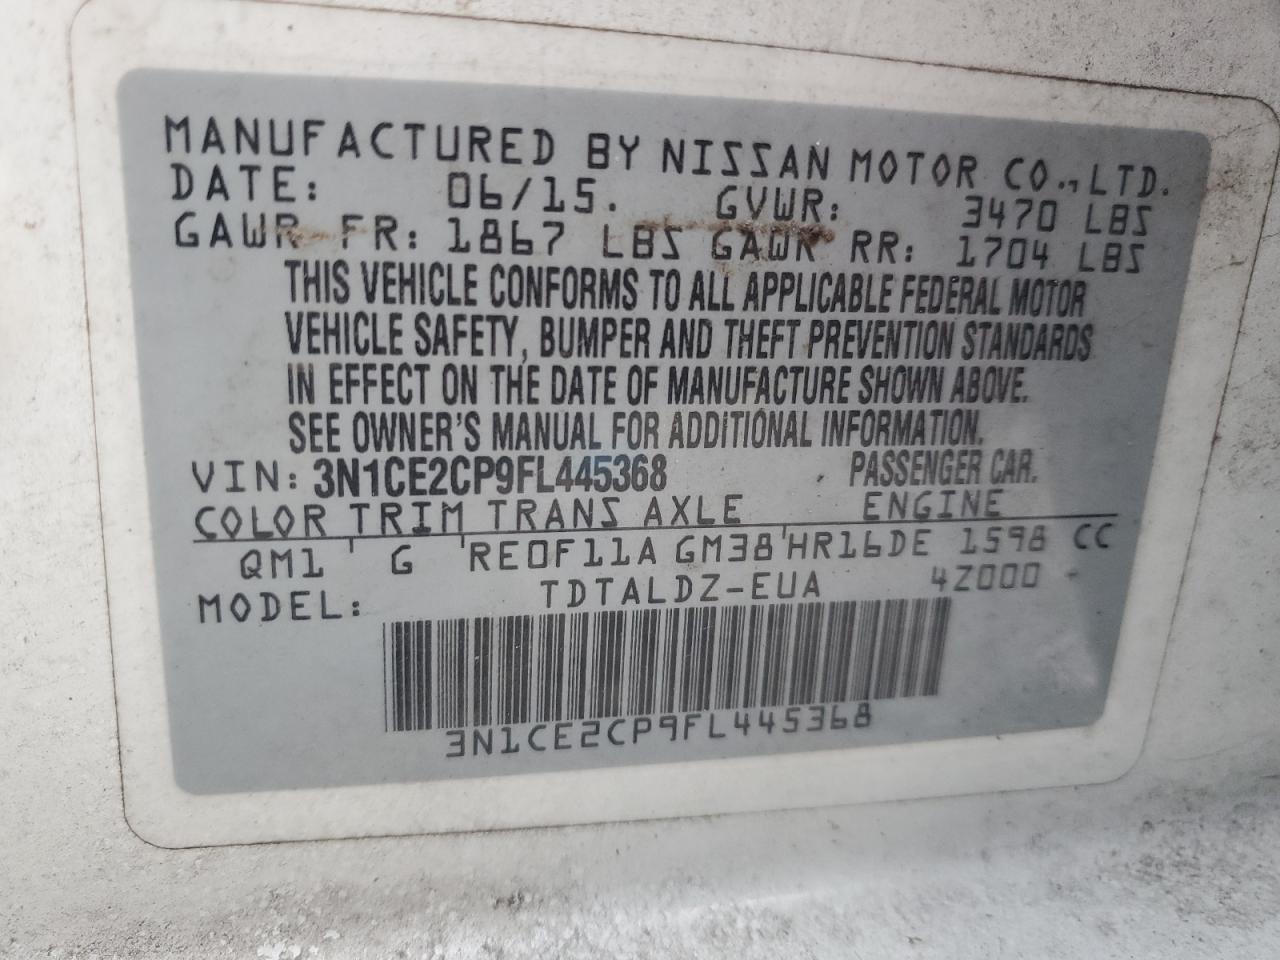 MANUFACTURED BY NISSAN MOTOR CO., LTD.
DATE: 06/15. GVWR: 3470 LBS
GAWR FR: 1867 LBS GAWR RR: 1704 LBS
THIS VEHICLE CONFORMS TO ALL APPLICABLE FEDERAL MOTOR
VEHICLE SAFETY, BUMPER AND THEFT PREVENTION STANDARDS
IN EFFECT ON THE DATE OF MANUFACTURE SHOWN ABOVE.
SEE OWNER'S MANUAL FOR ADDITIONAL INFORMATION.
VIN: 3N1CE2CP9FL445368 PASSENGER CAR.
COLOR TRIM TRANS AXLE ENGINE
QM1 G RE0F11A GM38 HR16DE 1598 CC
MODEL: TDTALDZ-EUA 4Z000 -
3N1CE2CP9FL445368